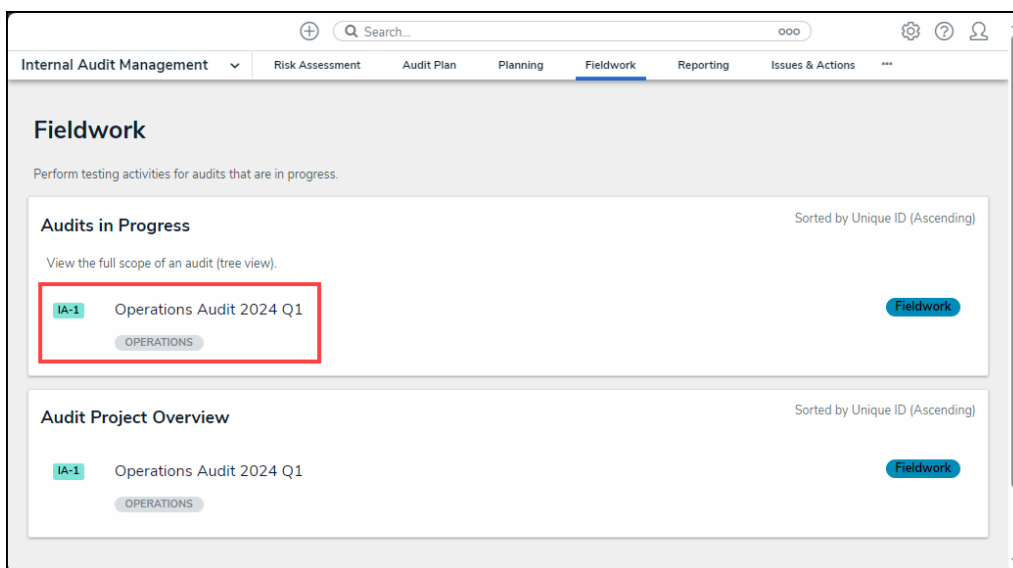 Search...
Internal Audit Management Risk Assessment Audit Plan Planning Fieldwork Reporting Issues & Actions
Fieldwork
Perform testing activities for audits that are in progress.
Audits in Progress Sorted by Unique ID (Ascending)
View the full scope of an audit (tree view).
IA-1 Operations Audit 2024 Q1 Fieldwork
OPERATIONS
Audit Project Overview Sorted by Unique ID (Ascending)
IA-1 Operations Audit 2024 Q1 Fieldwork
OPERATIONS